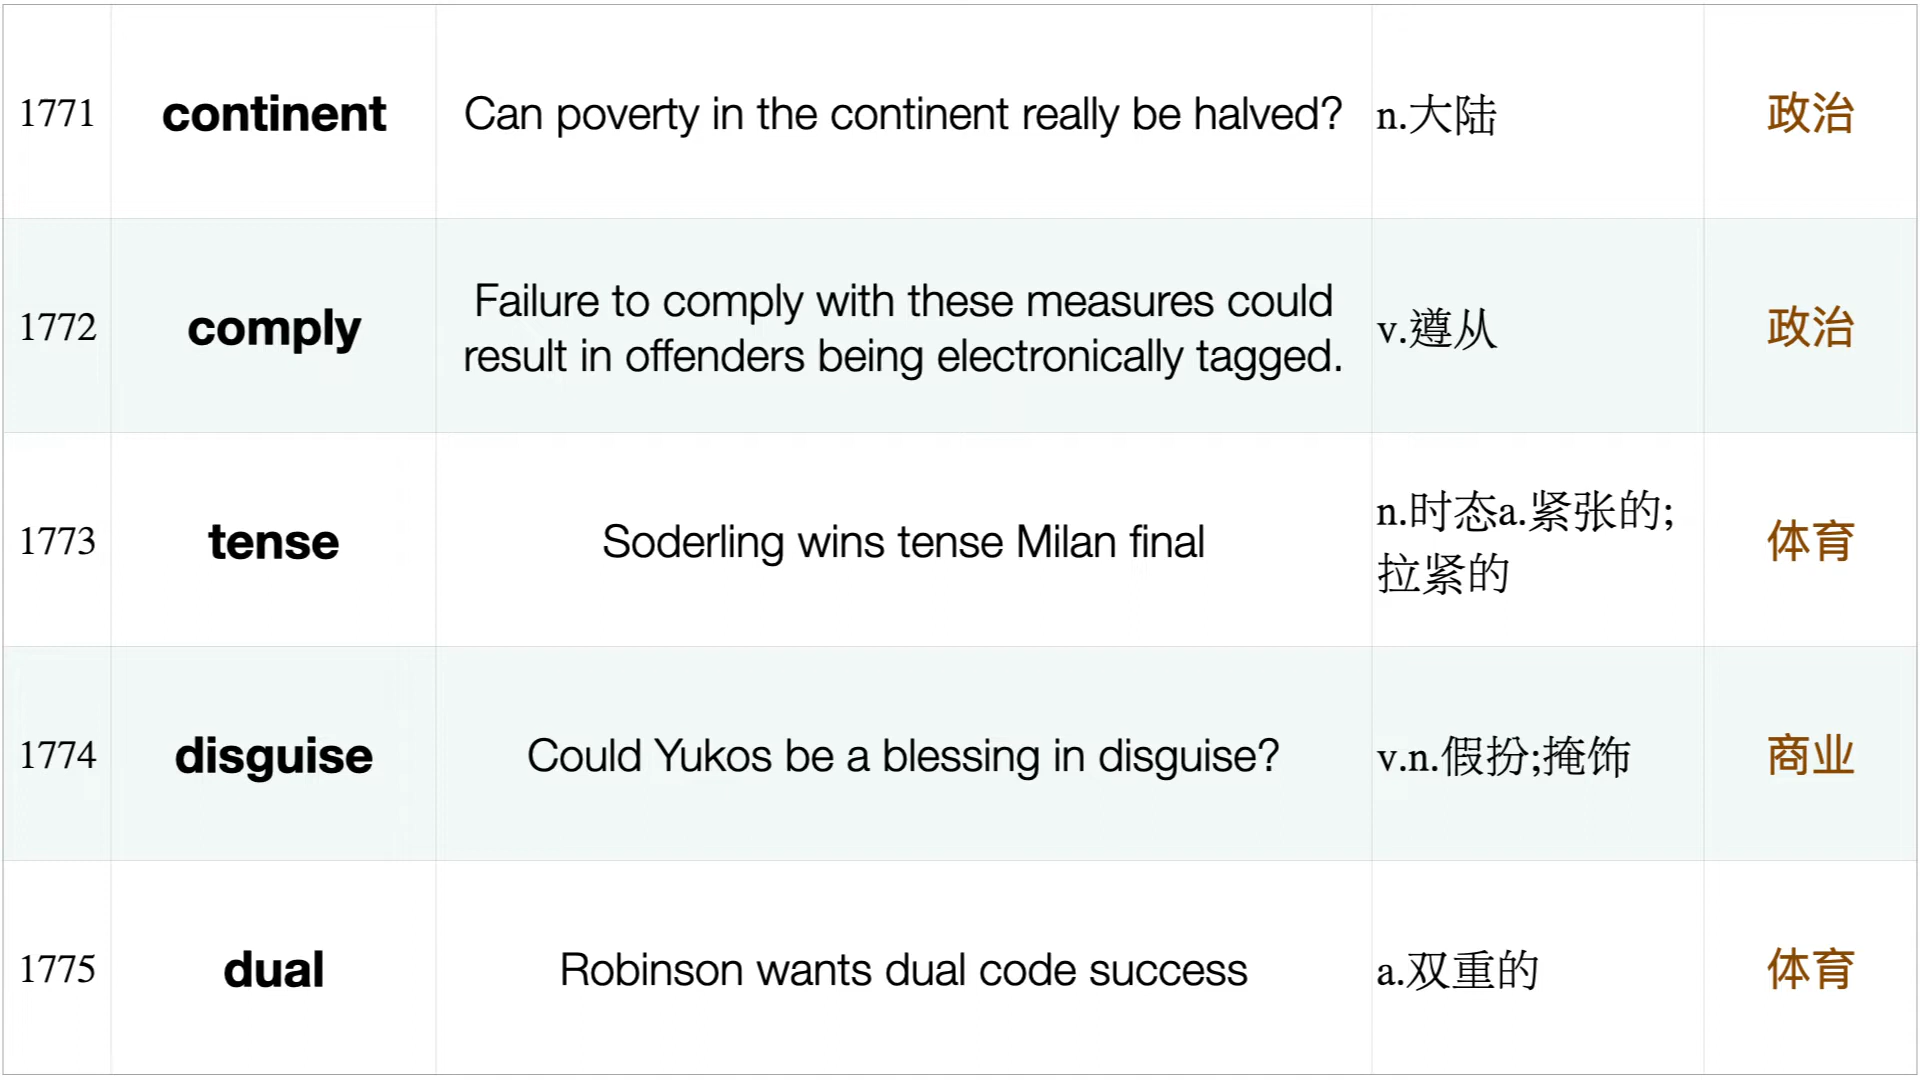 1771 continent Can poverty in the continent really be halved? n.大陆 政治
1772 comply Failure to comply with these measures could
result in offenders being electronically tagged. v.遵从 政治
1773 tense Soderling wins tense Milan final n.时态a.紧张的;
拉紧的 体育
1774 disguise Could Yukos be a blessing in disguise? v.n.假扮;掩饰 商业
1775 dual Robinson wants dual code success a.双重的 体育